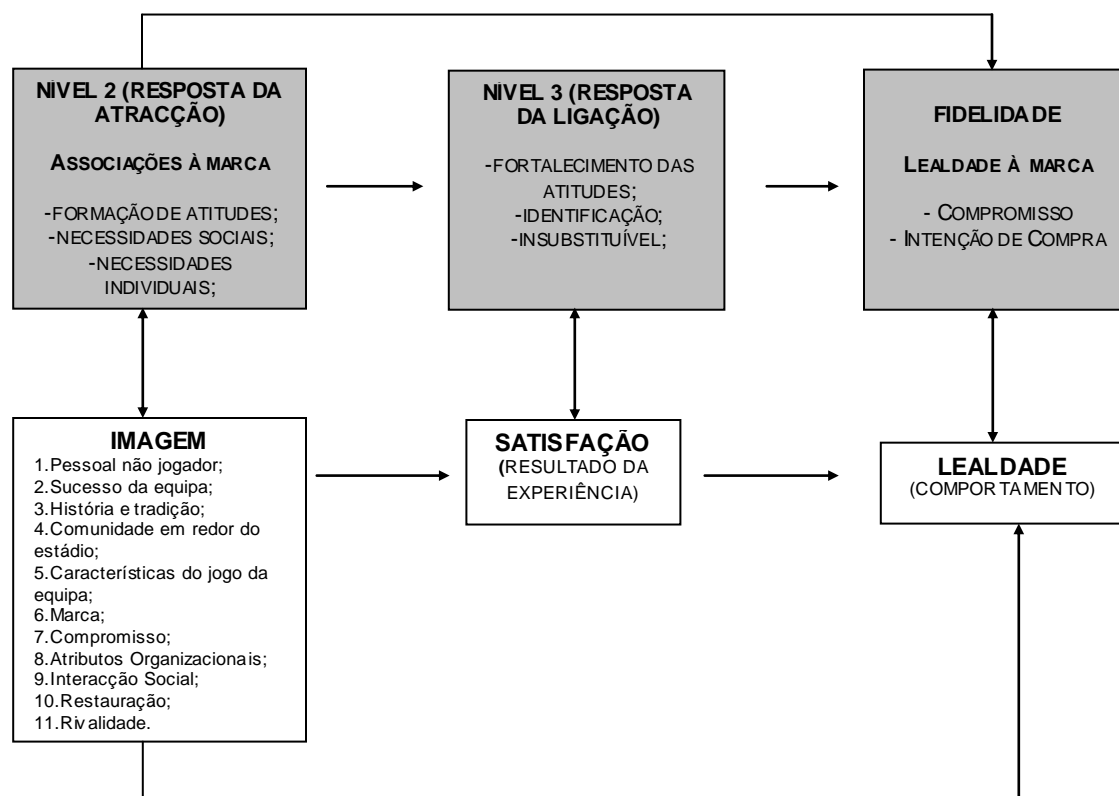 NÍVEL 2 (RESPOSTA DA
ATRACÇÃO)
ASSOCIAÇÕES À MARCA
-FORMAÇÃO DE ATITUDES;
-NECESSIDADES SOCIAIS;
-NECESSIDADES
INDIVIDUAIS;
NÍVEL 3 (RESPOSTA
DA LIGAÇÃO)
-FORTALECIMENTO DAS
ATITUDES;
-IDENTIFICAÇÃO;
-INSUBSTITUÍVEL;
FIDELIDADE
LEALDADE À MARCA
- COMPROMISSO
- INTENÇÃO DE COMPRA
IMAGEM
1.Pessoal não jogador;
2.Sucesso da equipa;
3.História e tradição;
4.Comunidade em redor do
estádio;
5.Características do jogo da
equipa;
6.Marca;
7.Compromisso;
8.Atributos Organizacionais;
9.Interacção Social;
10.Restauração;
11.Rivalidade.
SATISFAÇÃO
(RESULTADO DA
EXPERIÊNCIA)
LEALDADE
(COMPORTAMENTO)